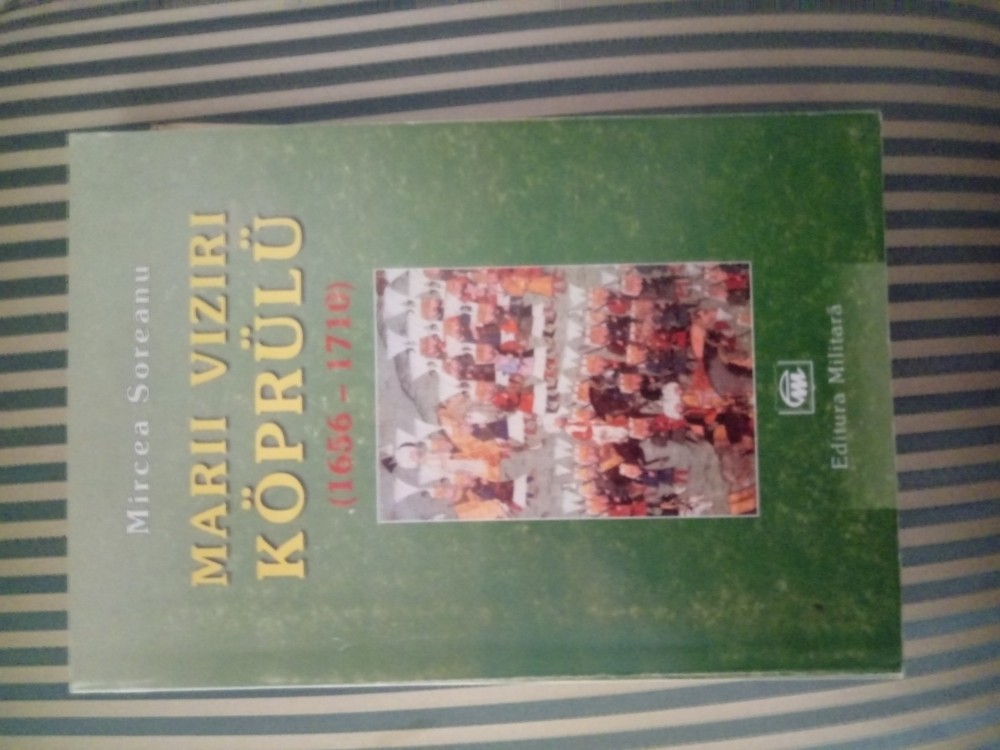 Mircea Soreanu
MARII VIZIRI
KÖPRÜLÜ
(1656 - 1710)
Editura Militară